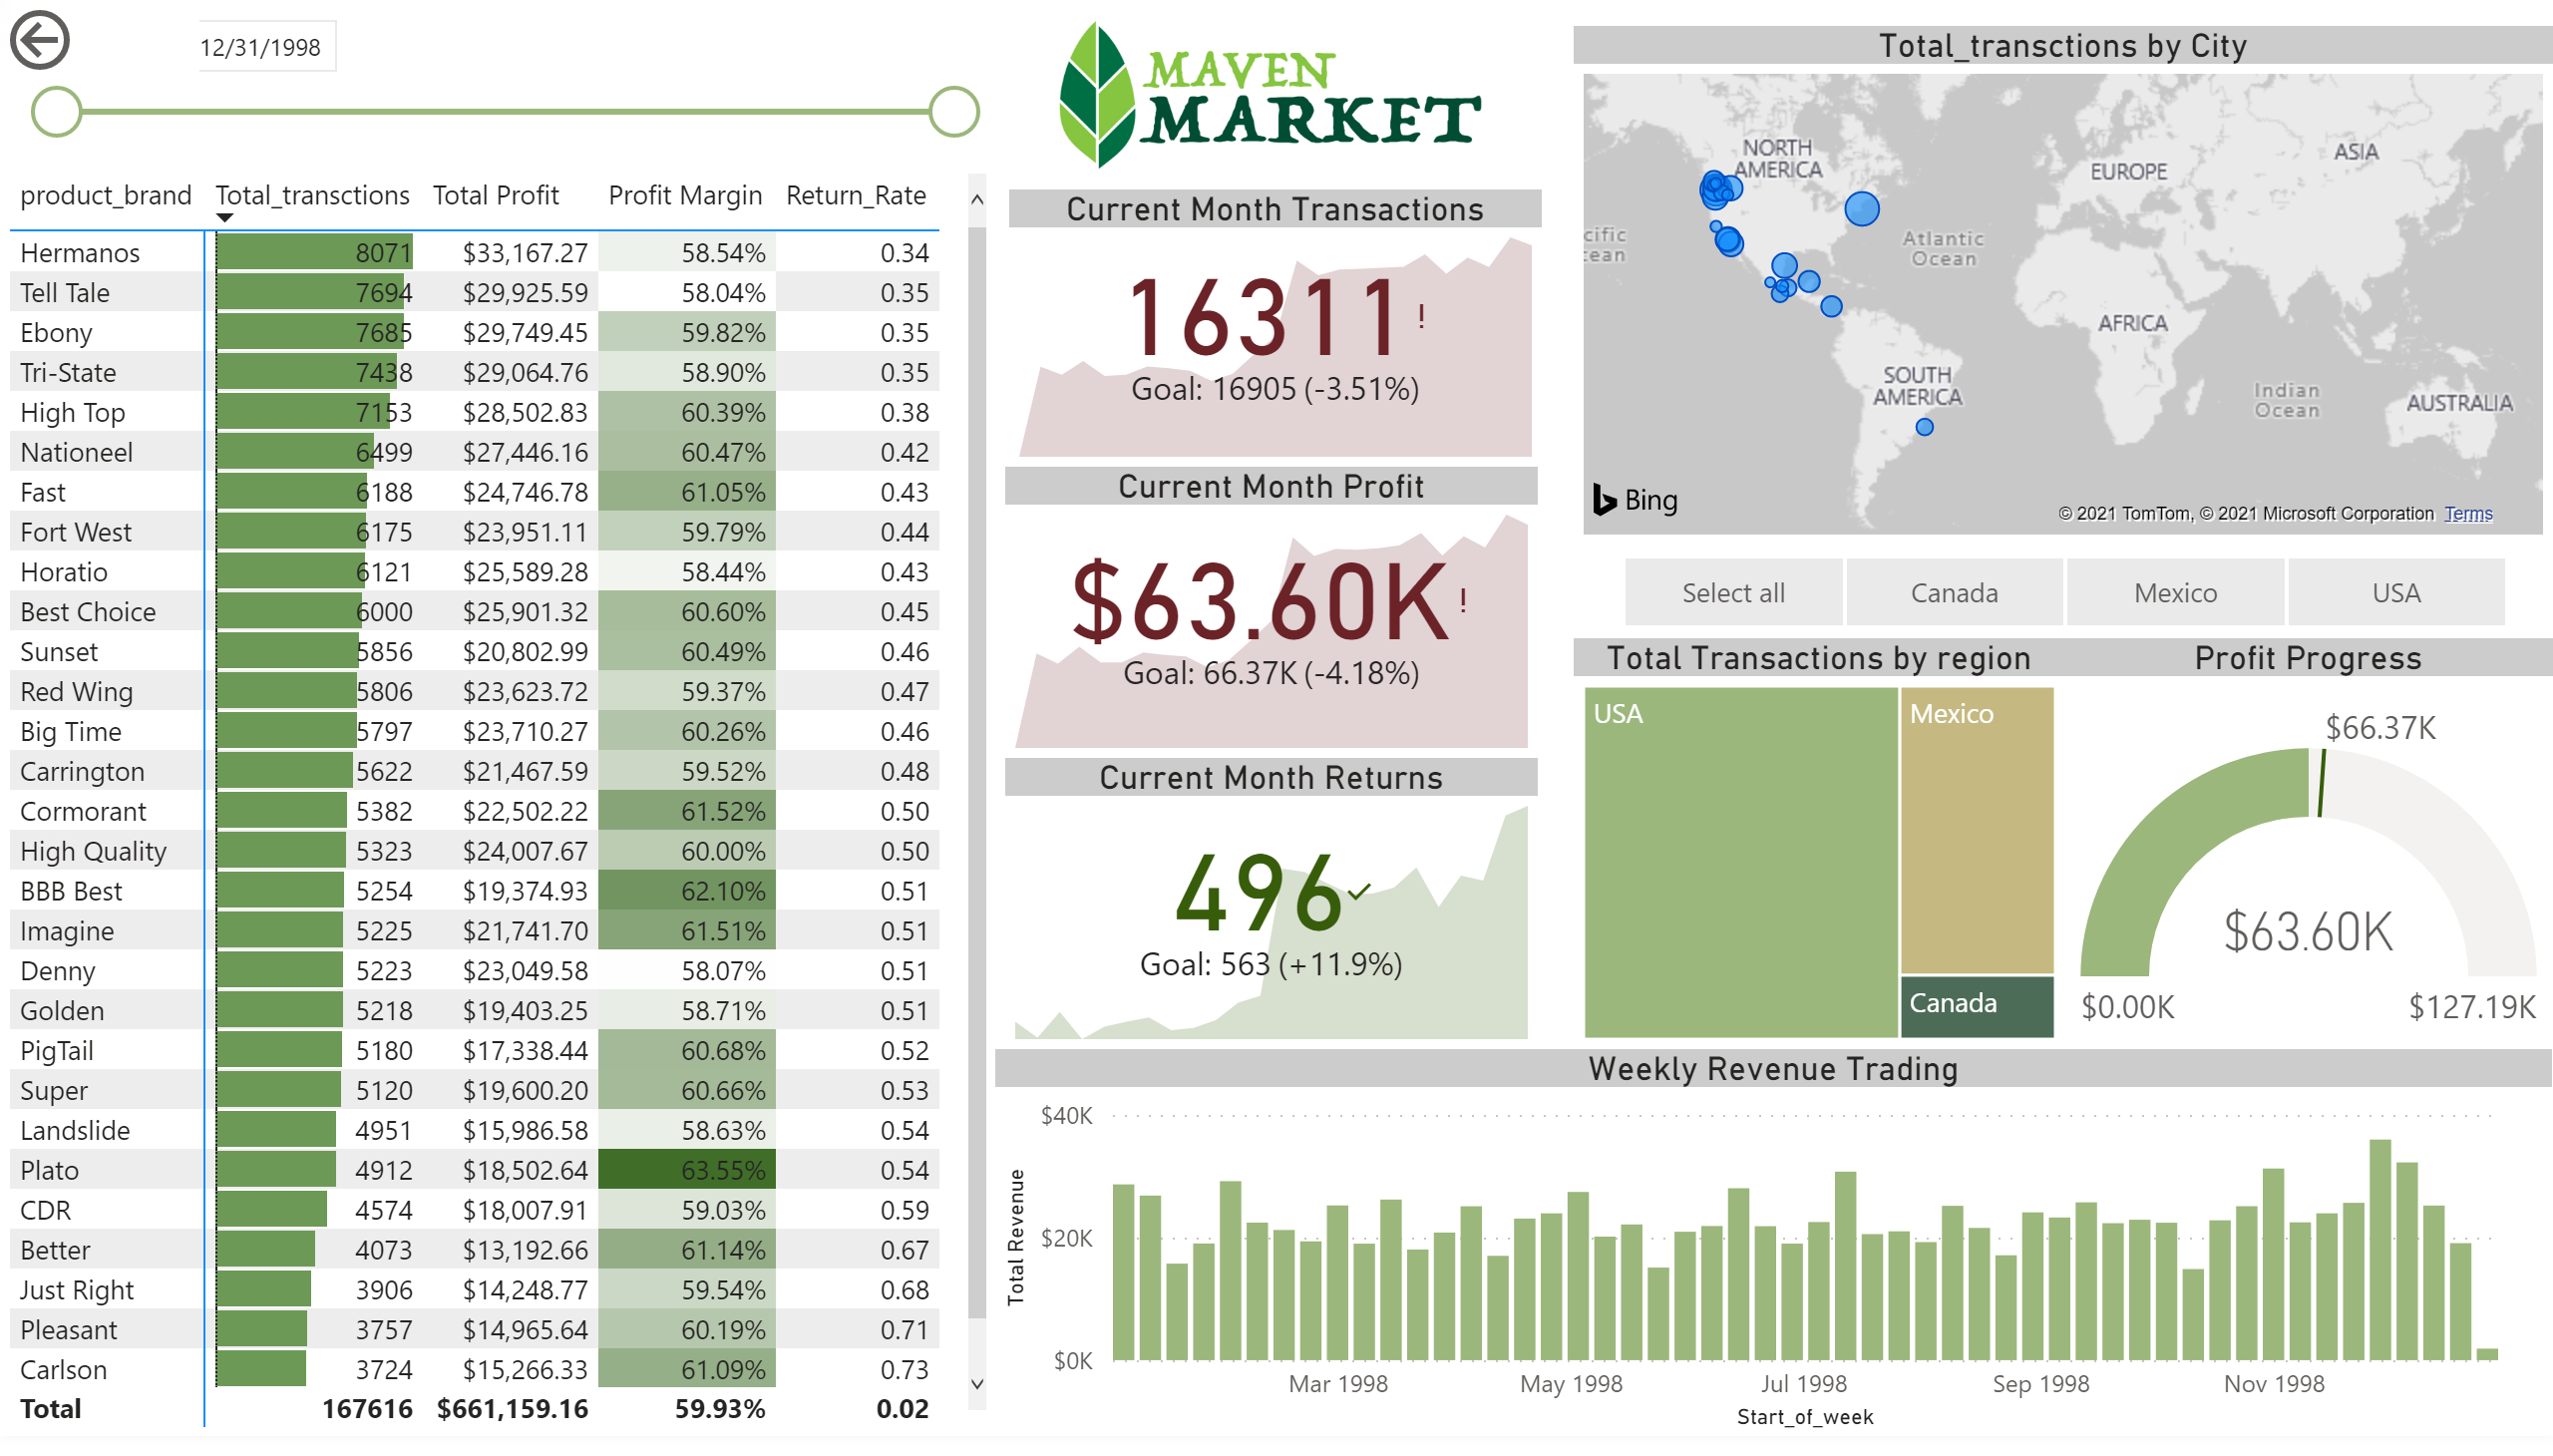 12/31/1998
product_brand Total_transctions Total Profit Profit Margin Return_Rate
Hermanos 8071 $33,167.27 58.54% 0.34
Tell Tale 7694 $29,925.59 58.04% 0.35
Ebony 7685 $29,749.45 59.82% 0.35
Tri-State 7438 $29,064.76 58.90% 0.35
High Top 7153 $28,502.83 60.39% 0.38
Nationeel 6499 $27,446.16 60.47% 0.42
Fast 6188 $24,746.78 61.05% 0.43
Fort West 6175 $23,951.11 59.79% 0.44
Horatio 6121 $25,589.28 58.44% 0.43
Best Choice 6000 $25,901.32 60.60% 0.45
Sunset 5856 $20,802.99 60.49% 0.46
Red Wing 5806 $23,623.72 59.37% 0.47
Big Time 5797 $23,710.27 60.26% 0.46
Carrington 5622 $21,467.59 59.52% 0.48
Cormorant 5382 $22,502.22 61.52% 0.50
High Quality 5323 $24,007.67 60.00% 0.50
BBB Best 5254 $19,374.93 62.10% 0.51
Imagine 5225 $21,741.70 61.51% 0.51
Denny 5223 $23,049.58 58.07% 0.51
Golden 5218 $19,403.25 58.71% 0.51
PigTail 5180 $17,338.44 60.68% 0.52
Super 5120 $19,600.20 60.66% 0.53
Landslide 4951 $15,986.58 58.63% 0.54
Plato 4912 $18,502.64 63.55% 0.54
CDR 4574 $18,007.91 59.03% 0.59
Better 4073 $13,192.66 61.14% 0.67
Just Right 3906 $14,248.77 59.54% 0.68
Pleasant 3757 $14,965.64 60.19% 0.71
Carlson 3724 $15,266.33 61.09% 0.73
Total 167616 $661,159.16 59.93% 0.02
MAVEN
MARKET
Current Month Transactions
16311!
Goal: 16905 (-3.51%)
Current Month Profit
$63.60K!
Goal: 66.37K (-4.18%)
Current Month Returns
496
Goal: 563 (+11.9%)
Total_transctions by City
NORTH
AMERICA
EUROPE
ASIA
cific
ean
Atlantic
Ocean
AFRICA
SOUTH
AMERICA
Indian
Ocean
AUSTRALIA
Bing
© 2021 TomTom, © 2021 Microsoft Corporation Terms
Select all Canada Mexico USA
Total Transactions by region
USA
Mexico
Canada
Profit Progress
$66.37K
$63.60K
$0.00K $127.19K
Weekly Revenue Trading
Total Revenue
$40K
$20K
$0K
Mar 1998 May 1998 Jul 1998 Sep 1998 Nov 1998
Start_of_week